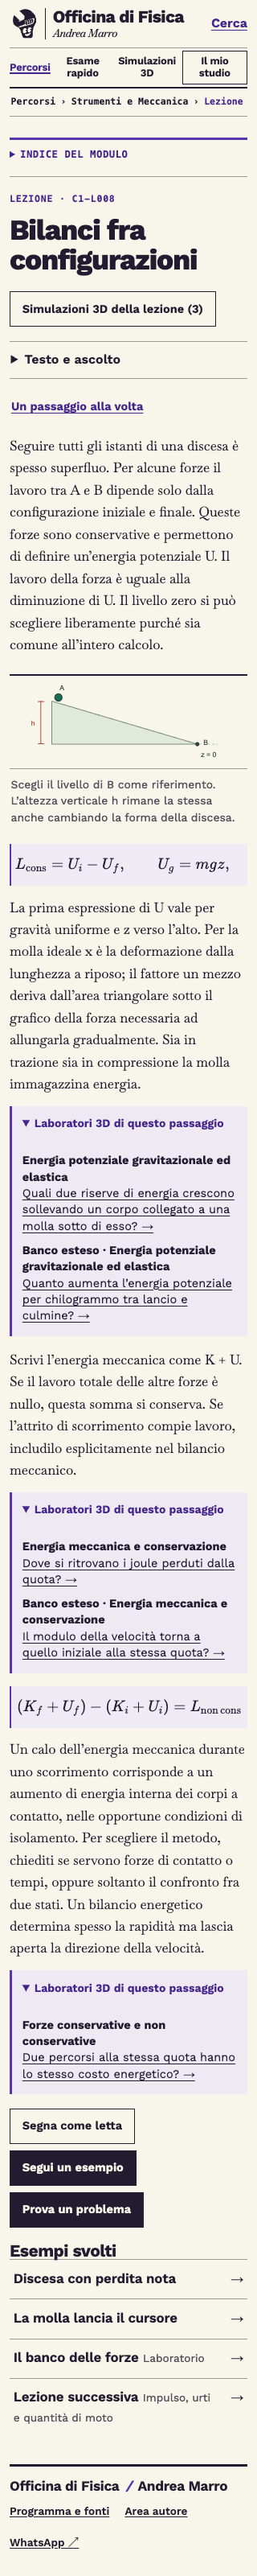 Officina di Fisica
Andrea Marro
Cerca
Percorsi
Esame rapido
Simulazioni 3D
Il mio studio
Percorsi › Strumenti e Meccanica › Lezione
▶ INDICE DEL MODULO
LEZIONE · C1-L008
Bilanci fra
configurazioni
Simulazioni 3D della lezione (3)
▶ Testo e ascolto
Un passaggio alla volta
Seguire tutti gli istanti di una discesa è
spesso superfluo. Per alcune forze il
lavoro tra A e B dipende solo dalla
configurazione iniziale e finale. Queste
forze sono conservative e permettono
di definire un’energia potenziale U. Il
lavoro della forza è uguale alla
diminuzione di U. Il livello zero si può
scegliere liberamente purché sia
comune all’intero calcolo.
A
h
B
z = 0
Scegli il livello di B come riferimento.
L’altezza verticale h rimane la stessa
anche cambiando la forma della discesa.
L_cons = U_i − U_f,    U_g = mgz,
La prima espressione di U vale per
gravità uniforme e z verso l’alto. Per la
molla ideale x è la deformazione dalla
lunghezza a riposo; il fattore un mezzo
deriva dall’area triangolare sotto il
grafico della forza necessaria ad
allungarla gradualmente. Sia in
trazione sia in compressione la molla
immagazzina energia.
▼ Laboratori 3D di questo passaggio
Energia potenziale gravitazionale ed
elastica
Quali due riserve di energia crescono
sollevando un corpo collegato a una
molla sotto di esso? →
Banco esteso · Energia potenziale
gravitazionale ed elastica
Quanto aumenta l’energia potenziale
per chilogrammo tra lancio e
culmine? →
Scrivi l’energia meccanica come K + U.
Se il lavoro totale delle altre forze è
nullo, questa somma si conserva. Se
l’attrito di scorrimento compie lavoro,
includilo esplicitamente nel bilancio
meccanico.
▼ Laboratori 3D di questo passaggio
Energia meccanica e conservazione
Dove si ritrovano i joule perduti dalla
quota? →
Banco esteso · Energia meccanica e
conservazione
Il modulo della velocità torna a
quello iniziale alla stessa quota? →
(K_f + U_f) − (K_i + U_i) = L_non cons
Un calo dell’energia meccanica durante
uno scorrimento corrisponde a un
aumento di energia interna dei corpi a
contatto, nelle opportune condizioni di
isolamento. Per scegliere il metodo,
chiediti se servono forze di contatto o
tempi, oppure soltanto il confronto fra
due stati. Un bilancio energetico
determina spesso la rapidità ma lascia
aperta la direzione della velocità.
▼ Laboratori 3D di questo passaggio
Forze conservative e non
conservative
Due percorsi alla stessa quota hanno
lo stesso costo energetico? →
Segna come letta
Segui un esempio
Prova un problema
Esempi svolti
Discesa con perdita nota →
La molla lancia il cursore →
Il banco delle forze Laboratorio →
Lezione successiva Impulso, urti →
e quantità di moto
Officina di Fisica / Andrea Marro
Programma e fonti
Area autore
WhatsApp ↗